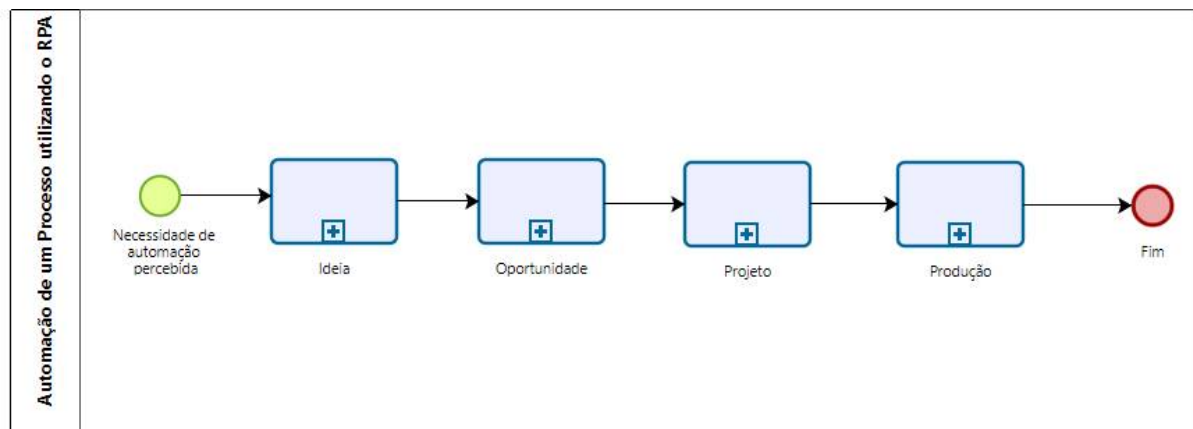 Automação de um Processo utilizando o RPA
Necessidade de
automação
percebida
Ideia
Oportunidade
Projeto
Produção
Fim